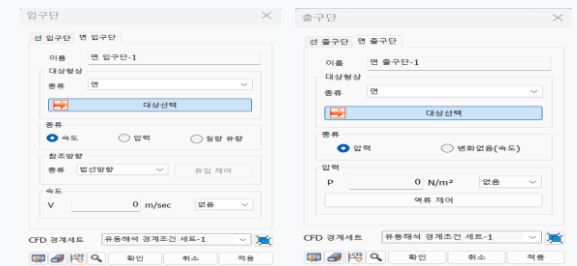 입구단
선 입구단 면 입구단
이름 면 입구단-1
대상형상
종류 면
대상선택
종류
속도 압력 질량 유량
참조방향
종류 법선방향 유입 제어
속도
V 0 m/sec 없음
CFD 경계세트 유동해석 경계조건 세트-1
확인 취소 적용
출구단
선 출구단 면 출구단
이름 면 출구단-1
대상형상
종류 면
대상선택
종류
압력 변화없음(속도)
압력
P 0 N/m² 없음
역류 제어
CFD 경계세트 유동해석 경계조건 세트-1
확인 취소 적용